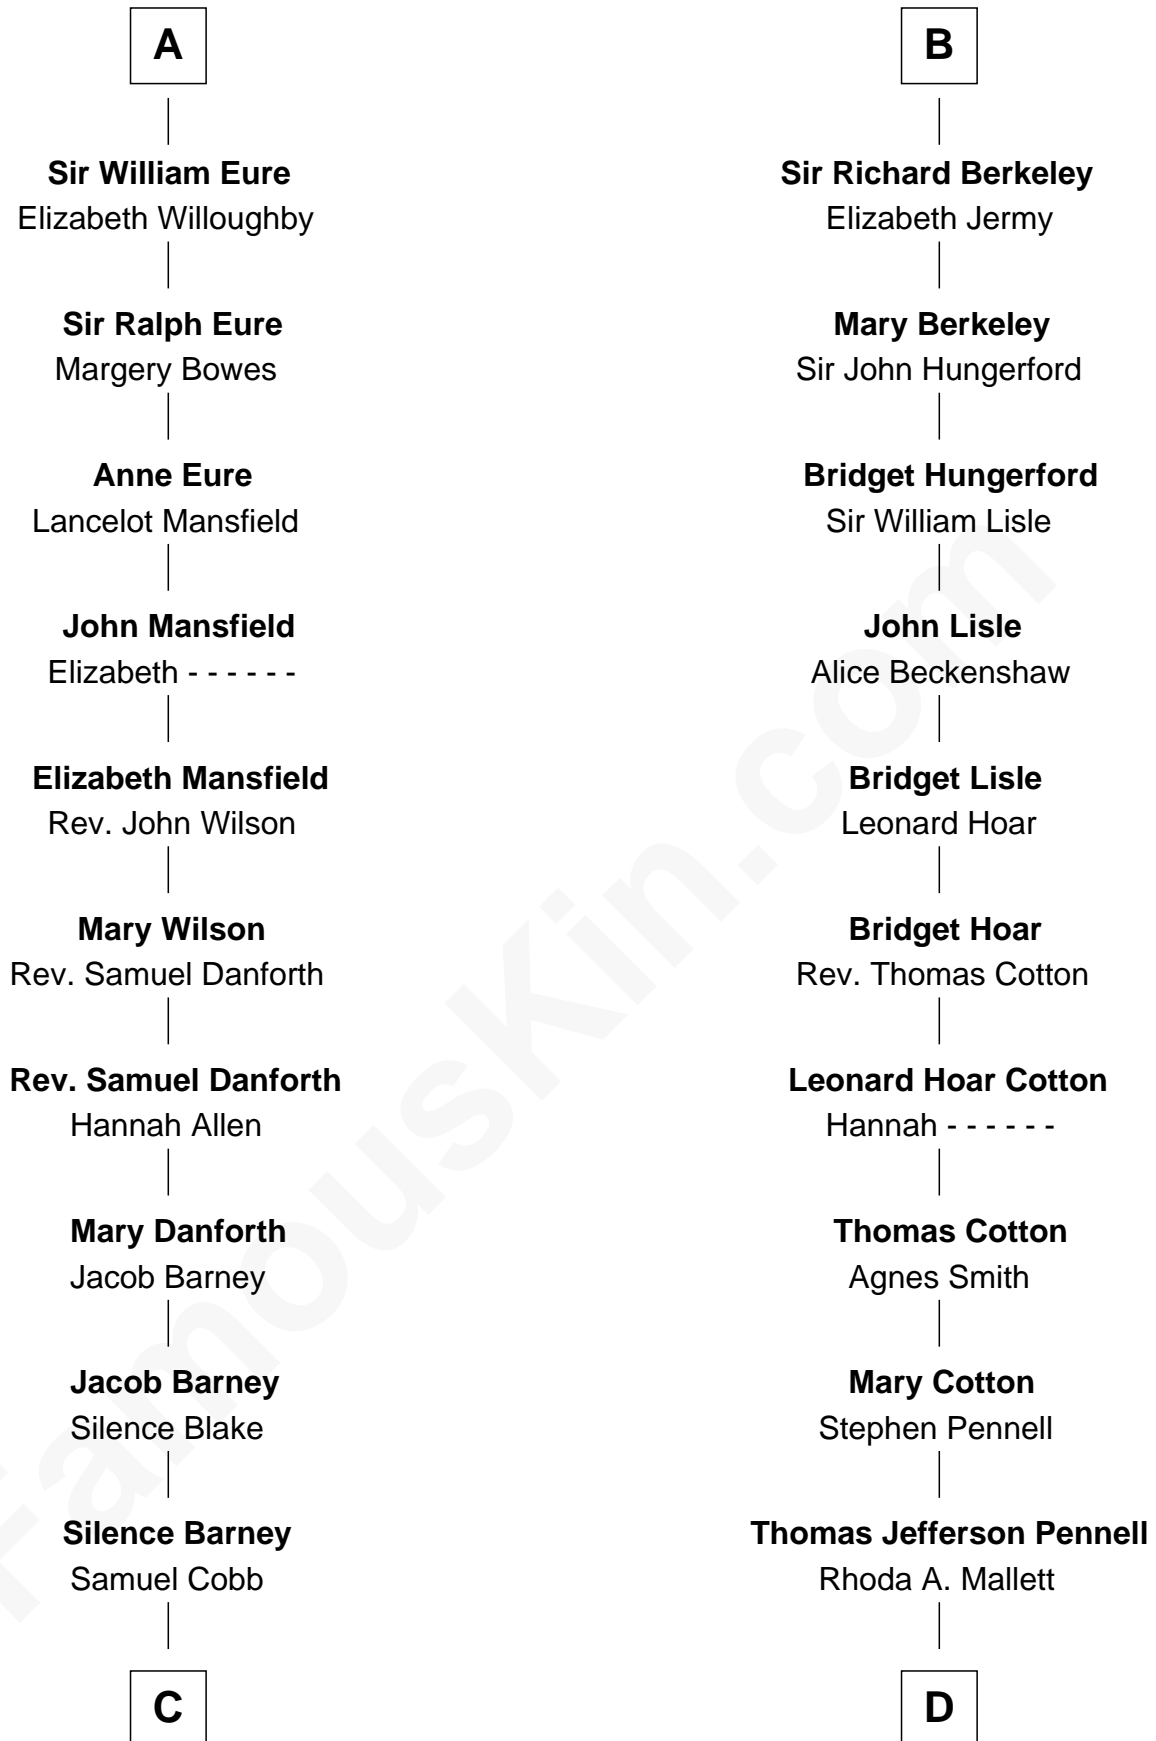 A
Sir William Eure
Elizabeth Willoughby
Sir Ralph Eure
Margery Bowes
Anne Eure
Lancelot Mansfield
John Mansfield
Elizabeth - - - - - -
Elizabeth Mansfield
Rev. John Wilson
Mary Wilson
Rev. Samuel Danforth
Rev. Samuel Danforth
Hannah Allen
Mary Danforth
Jacob Barney
Jacob Barney
Silence Blake
Silence Barney
Samuel Cobb
C
B
Sir Richard Berkeley
Elizabeth Jermy
Mary Berkeley
Sir John Hungerford
Bridget Hungerford
Sir William Lisle
John Lisle
Alice Beckenshaw
Bridget Lisle
Leonard Hoar
Bridget Hoar
Rev. Thomas Cotton
Leonard Hoar Cotton
Hannah - - - - - -
Thomas Cotton
Agnes Smith
Mary Cotton
Stephen Pennell
Thomas Jefferson Pennell
Rhoda A. Mallett
D
FamousKin.com